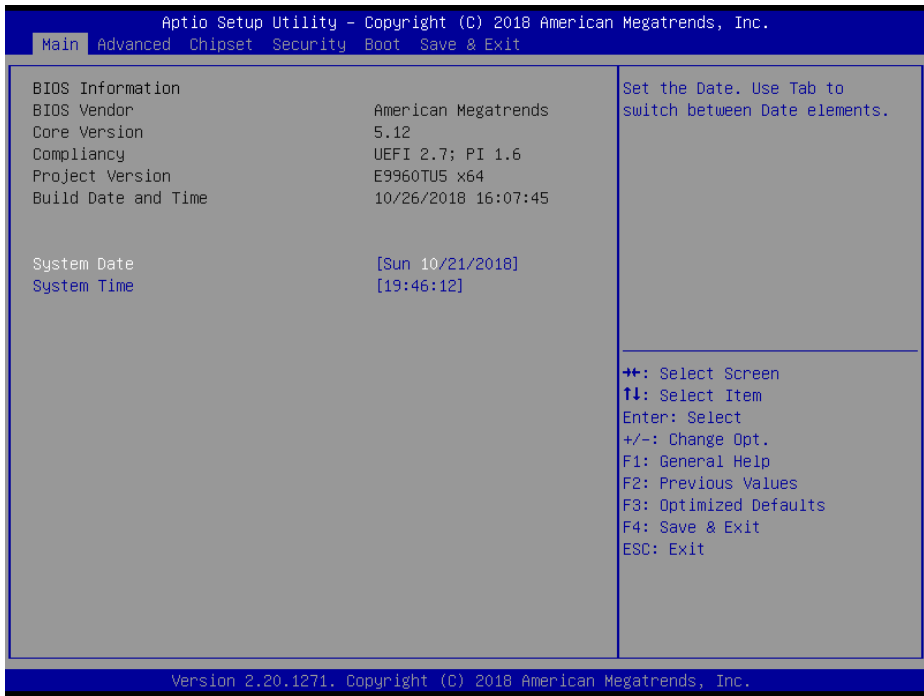 Aptio Setup Utility – Copyright (C) 2018 American Megatrends, Inc.
Main Advanced Chipset Security Boot Save & Exit
BIOS Information
BIOS Vendor American Megatrends
Core Version 5.12
Compliancy UEFI 2.7; PI 1.6
Project Version E9960TU5 x64
Build Date and Time 10/26/2018 16:07:45
System Date [Sun 10/21/2018]
System Time [19:46:12]
Set the Date. Use Tab to
switch between Date elements.
→←: Select Screen
↑↓: Select Item
Enter: Select
+/-: Change Opt.
F1: General Help
F2: Previous Values
F3: Optimized Defaults
F4: Save & Exit
ESC: Exit
Version 2.20.1271. Copyright (C) 2018 American Megatrends, Inc.